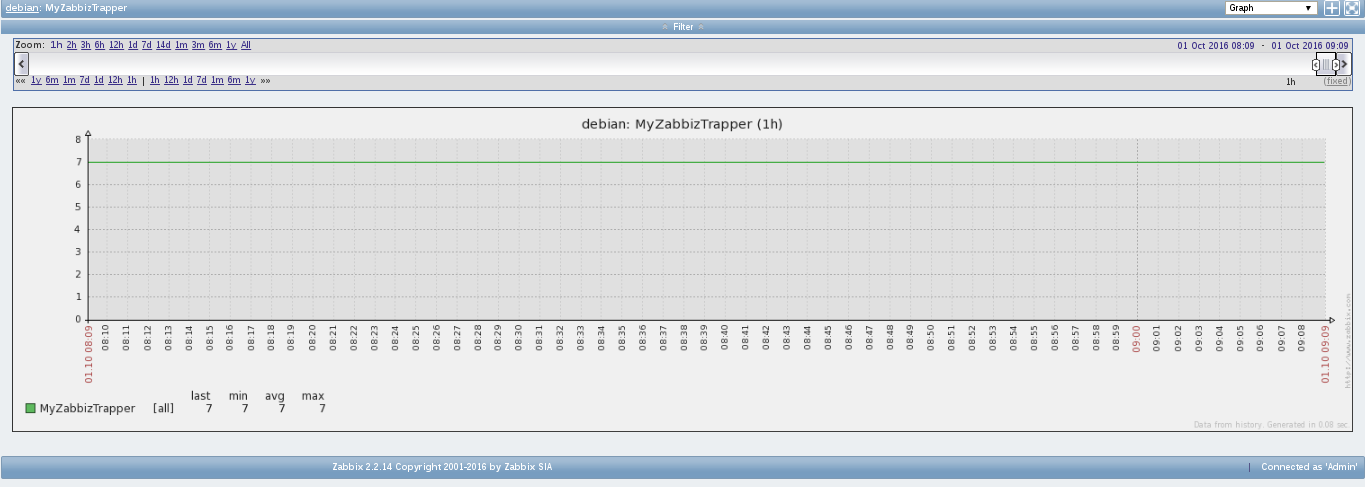 debian: MyZabbizTrapper Graph
Filter
Zoom: 1h 2h 3h 6h 12h 1d 7d 14d 1m 3m 6m 1y All 01 Oct 2016 08:09 - 01 Oct 2016 09:09
«« 1y 6m 1m 7d 1d 12h 1h | 1h 12h 1d 7d 1m 6m 1y »» 1h (fixed)
debian: MyZabbizTrapper (1h)
8
7
6
5
4
3
2
1
0
01.10 08:09 08:10 08:11 08:12 08:13 08:14 08:15 08:16 08:17 08:18 08:19 08:20 08:21 08:22 08:23 08:24 08:25 08:26 08:27 08:28 08:29 08:30 08:31 08:32 08:33 08:34 08:35 08:36 08:37 08:38 08:39 08:40 08:41 08:42 08:43 08:44 08:45 08:46 08:47 08:48 08:49 08:50 08:51 08:52 08:53 08:54 08:55 08:56 08:57 08:58 08:59 09:00 09:01 09:02 09:03 09:04 09:05 09:06 09:07 09:08 01.10 09:09
http://www.zabbix.com
last min avg max
MyZabbizTrapper [all] 7 7 7 7
Data from history. Generated in 0.08 sec
Zabbix 2.2.14 Copyright 2001-2016 by Zabbix SIA | Connected as 'Admin'